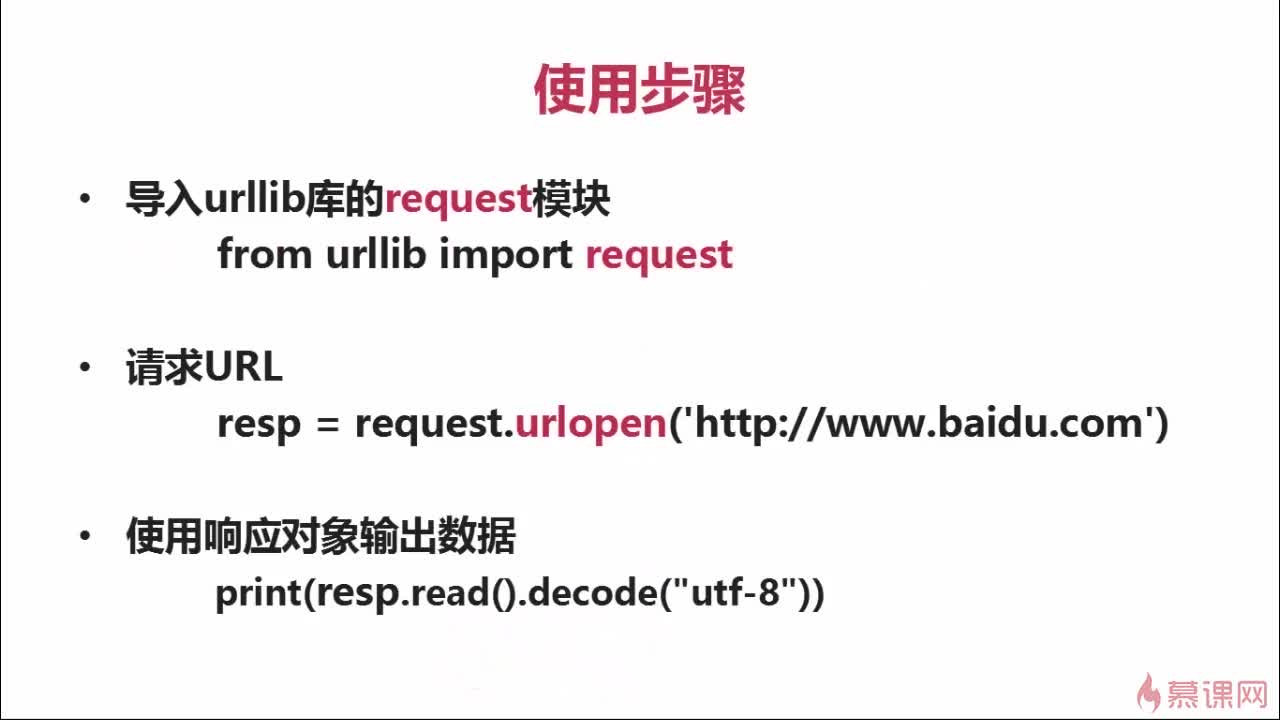 使用步骤
• 导入urllib库的request模块
from urllib import request
• 请求URL
resp = request.urlopen('http://www.baidu.com')
• 使用响应对象输出数据
print(resp.read().decode("utf-8"))
慕课网